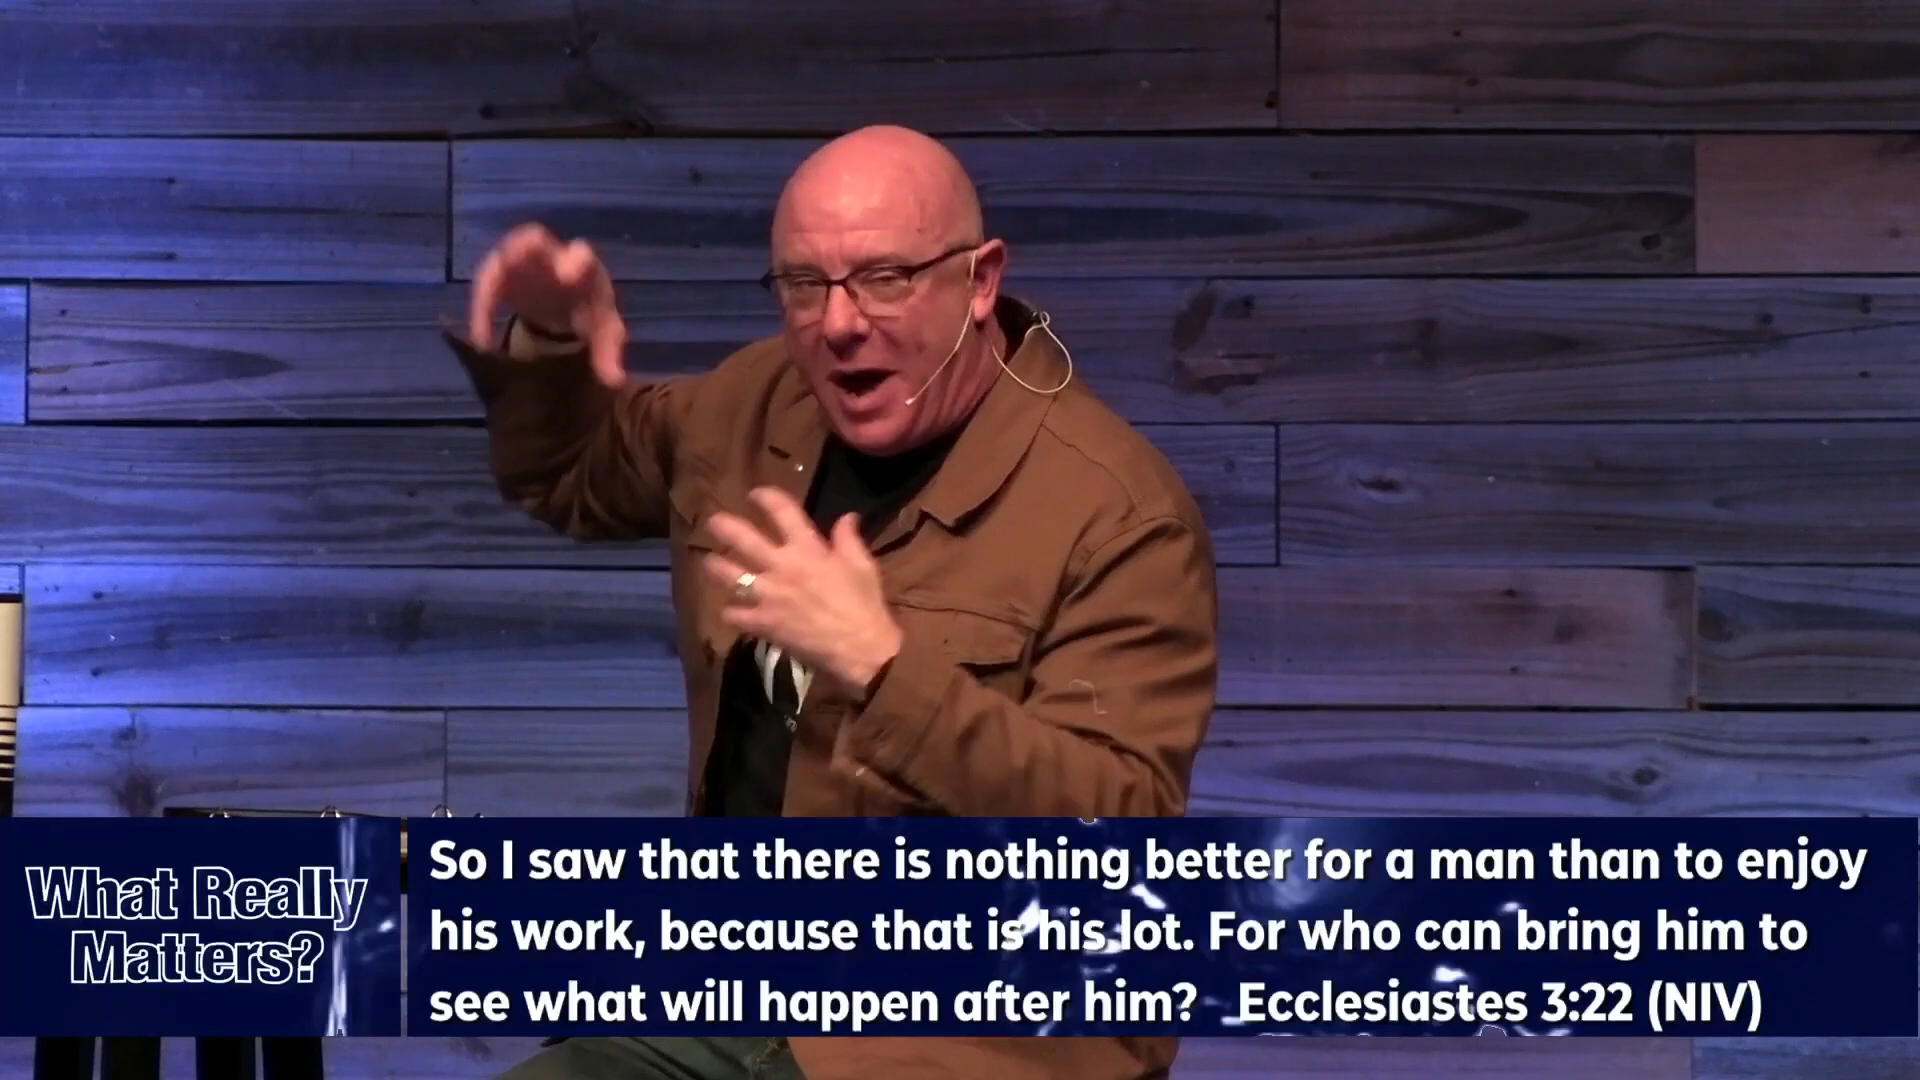 What Really
Matters?
So I saw that there is nothing better for a man than to enjoy
his work, because that is his lot. For who can bring him to
see what will happen after him?   Ecclesiastes 3:22 (NIV)